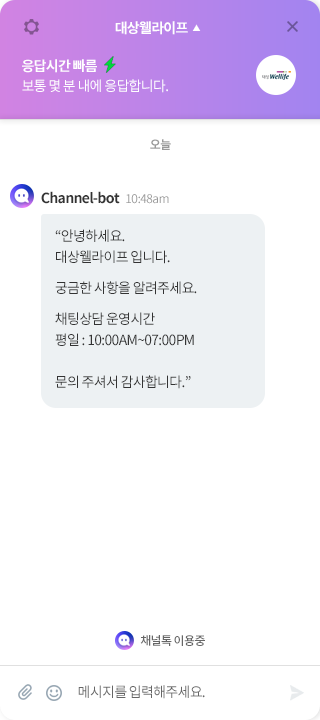 대상웰라이프 ▲
응답시간 빠름
보통 몇 분 내에 응답합니다.
대상 Wellife
오늘
Channel-bot 10:48am
“안녕하세요.
대상웰라이프 입니다.
궁금한 사항을 알려주세요.
채팅상담 운영시간
평일 : 10:00AM~07:00PM
문의 주셔서 감사합니다.”
채널톡 이용중
메시지를 입력해주세요.